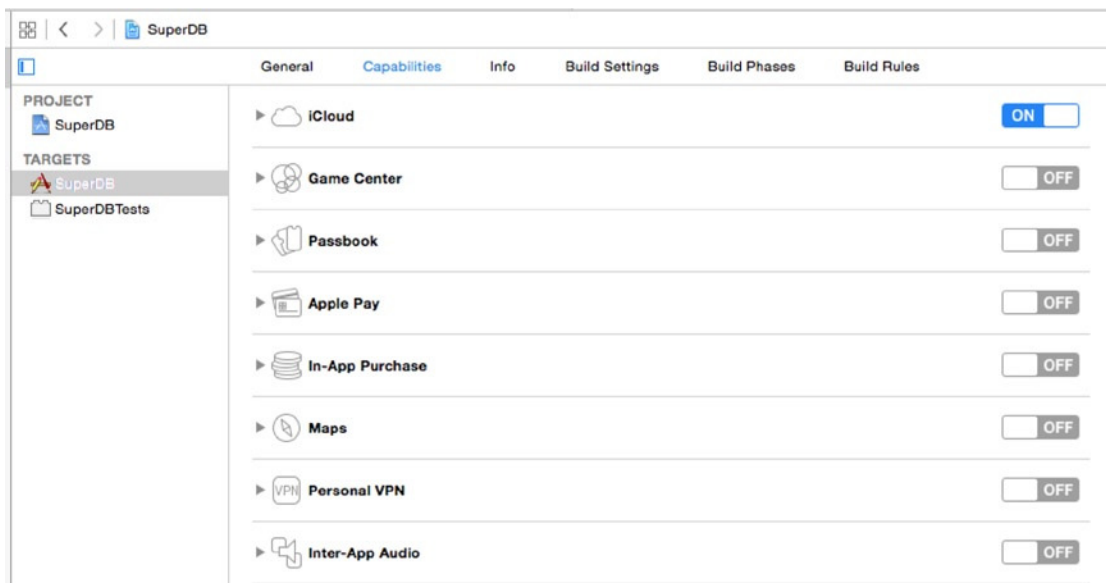 SuperDB
General Capabilities Info Build Settings Build Phases Build Rules
PROJECT
SuperDB
TARGETS
SuperDB
SuperDBTests
iCloud ON
Game Center OFF
Passbook OFF
Apple Pay OFF
In-App Purchase OFF
Maps OFF
VPN Personal VPN OFF
Inter-App Audio OFF